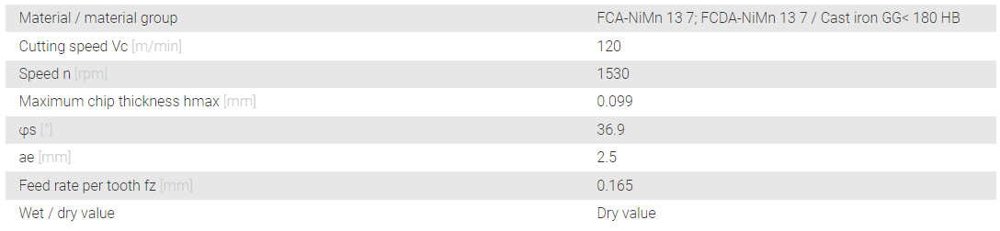 Material / material group FCA-NiMn 13 7; FCDA-NiMn 13 7 / Cast iron GG< 180 HB
Cutting speed Vc [m/min] 120
Speed n [rpm] 1530
Maximum chip thickness hmax [mm] 0.099
φs [°] 36.9
ae [mm] 2.5
Feed rate per tooth fz [mm] 0.165
Wet / dry value Dry value